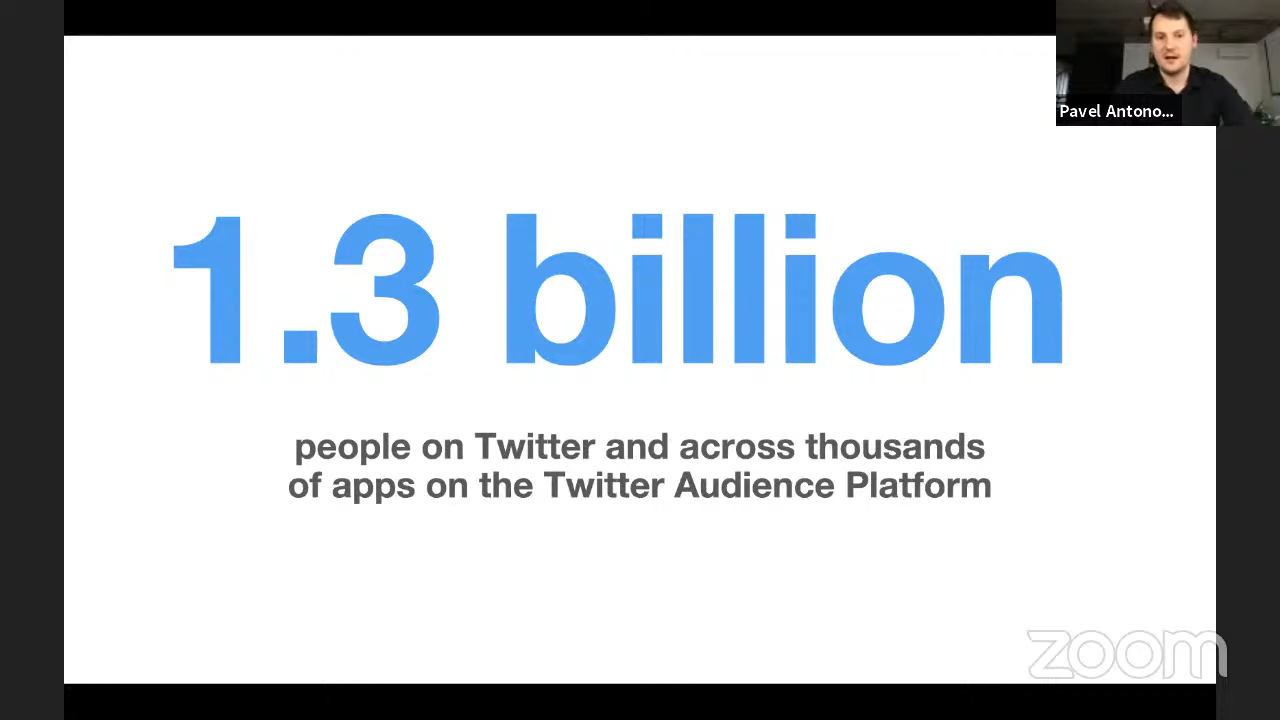 Pavel Antono...
1.3 billion
people on Twitter and across thousands
of apps on the Twitter Audience Platform
zoom